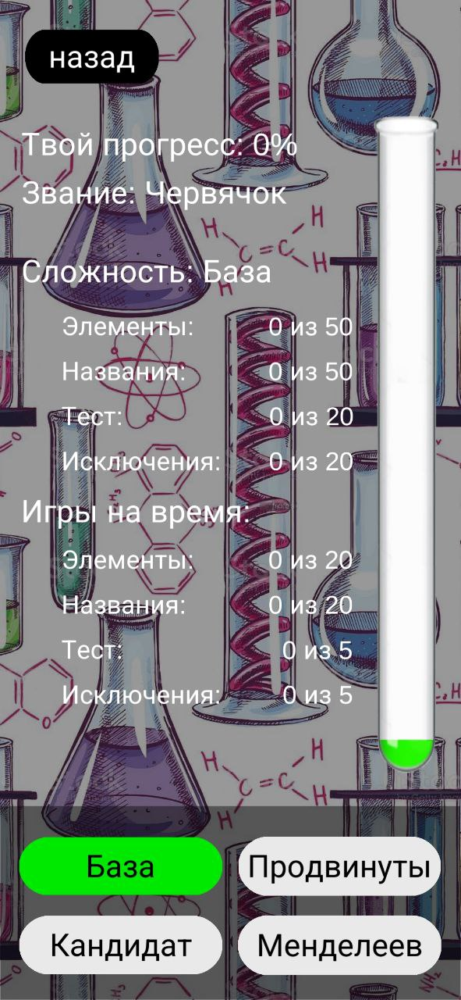 назад
Твой прогресс: 0%
Звание: Червячок
Сложность: База
Элементы: 0 из 50
Названия: 0 из 50
Тест: 0 из 20
Исключения: 0 из 20
Игры на время:
Элементы: 0 из 20
Названия: 0 из 20
Тест: 0 из 5
Исключения: 0 из 5
H H
C=C
H H
H H
C=C
H H
База Продвинуты
Кандидат Менделеев